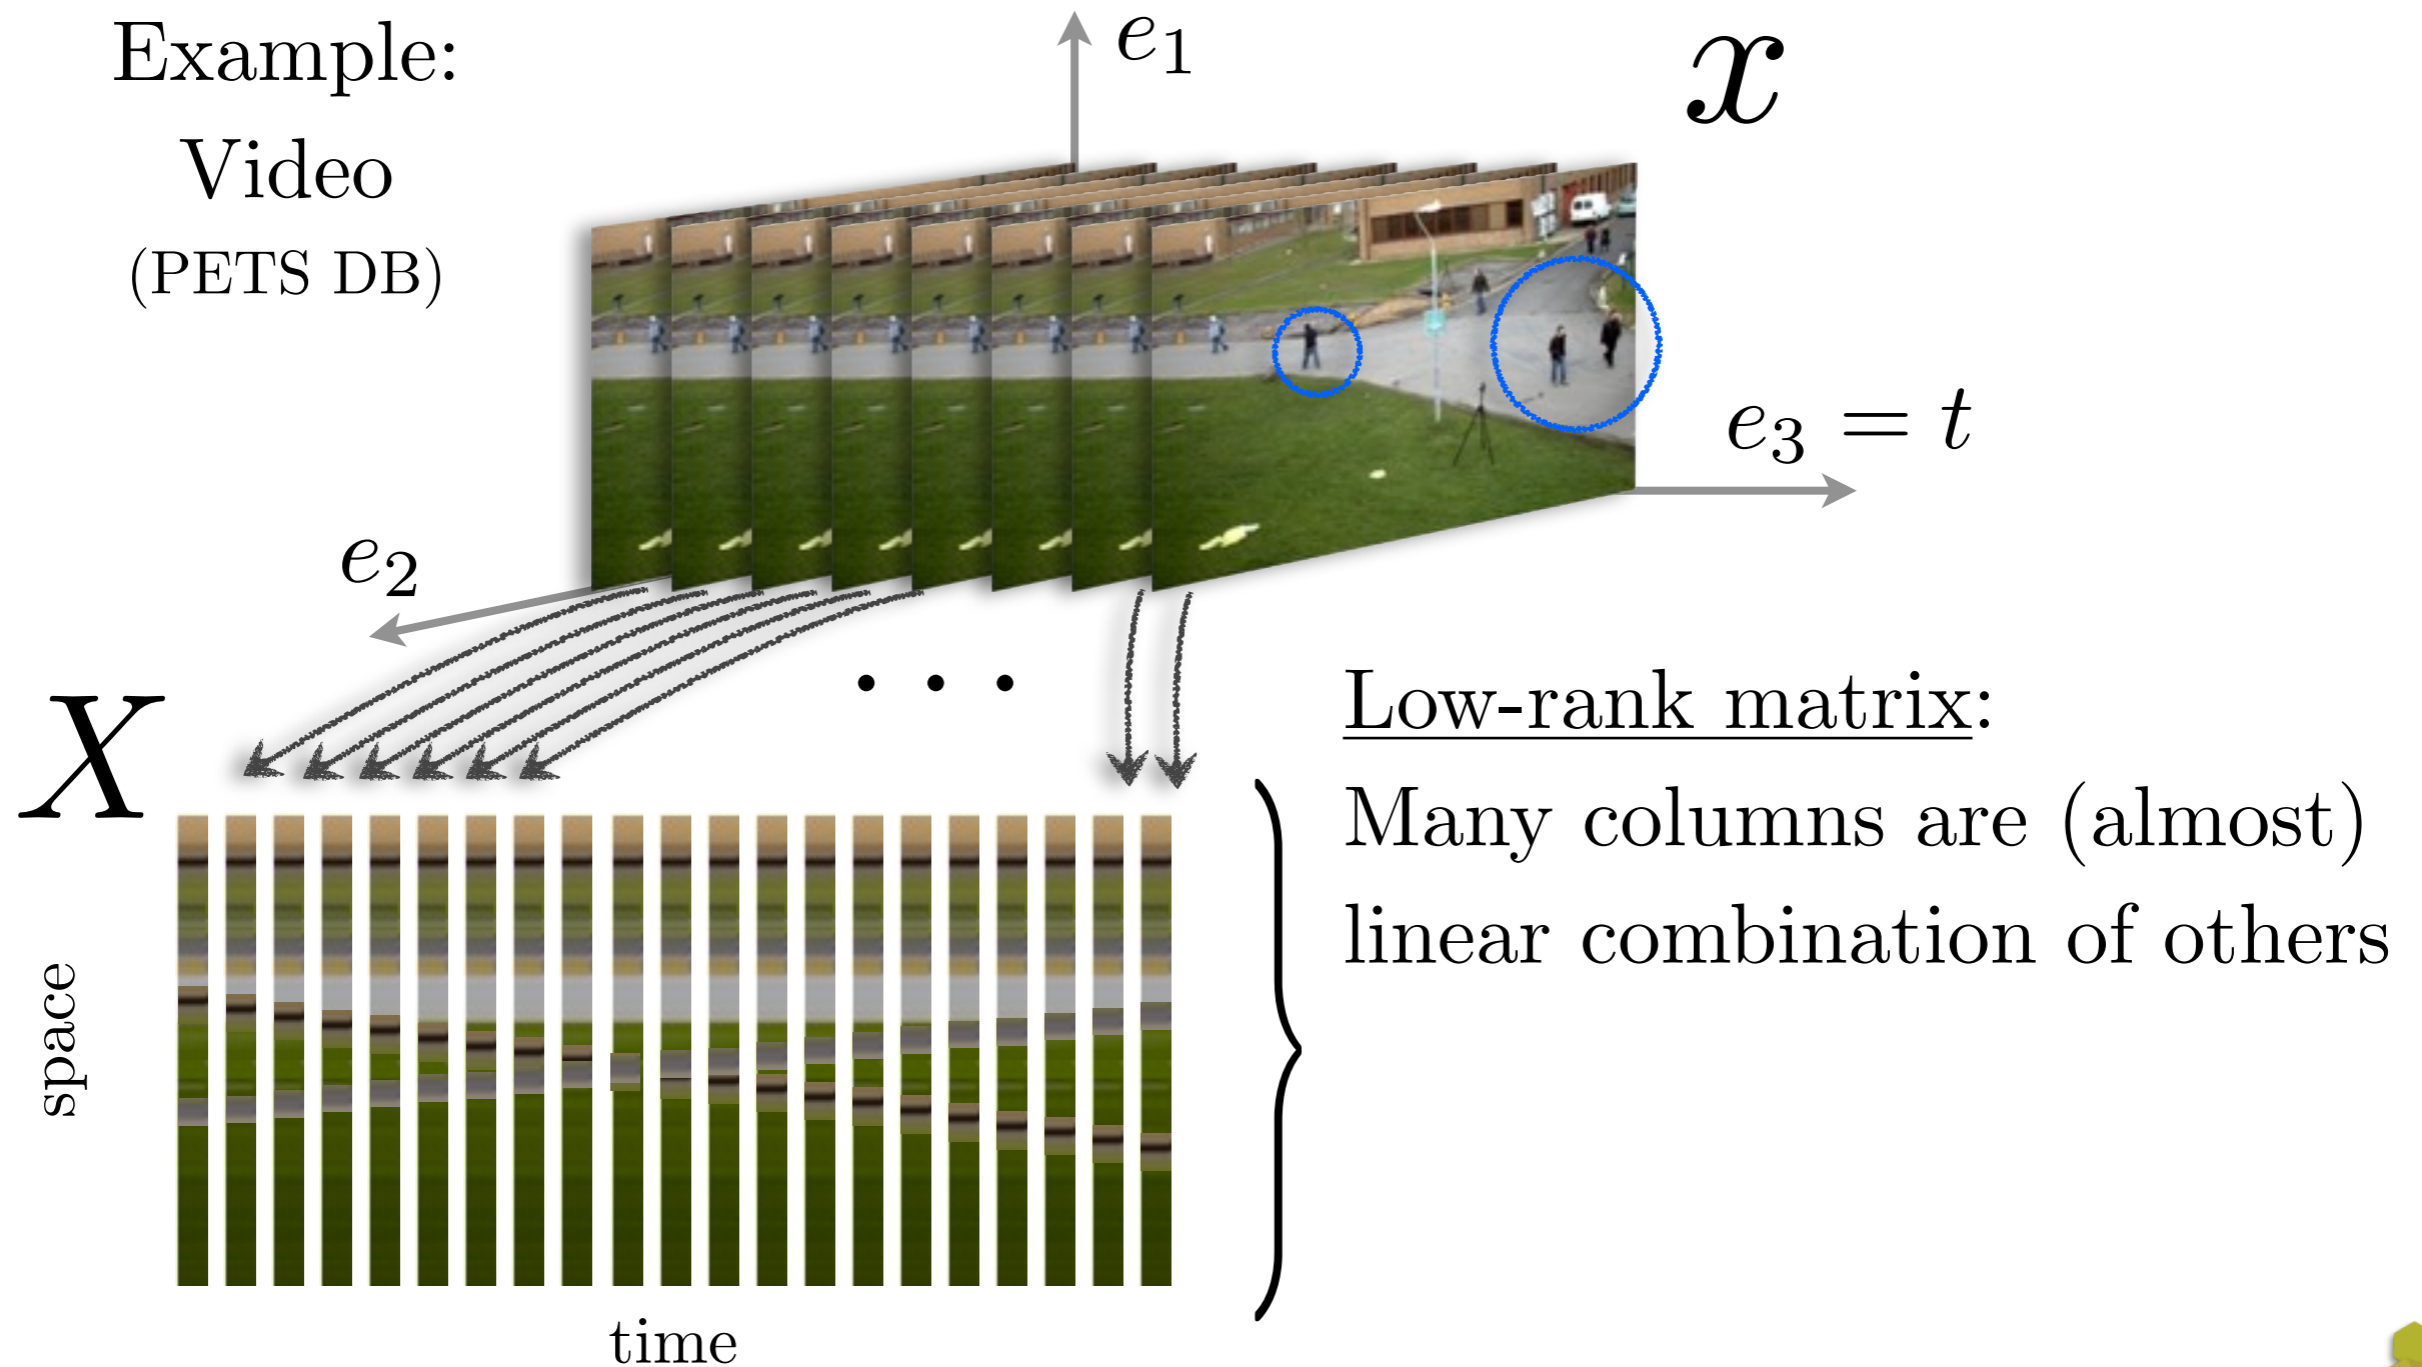 Example:
Video
(PETS DB)
e₁
x
e₃ = t
e₂
X
. . .
Low-rank matrix:
Many columns are (almost)
linear combination of others
space
time